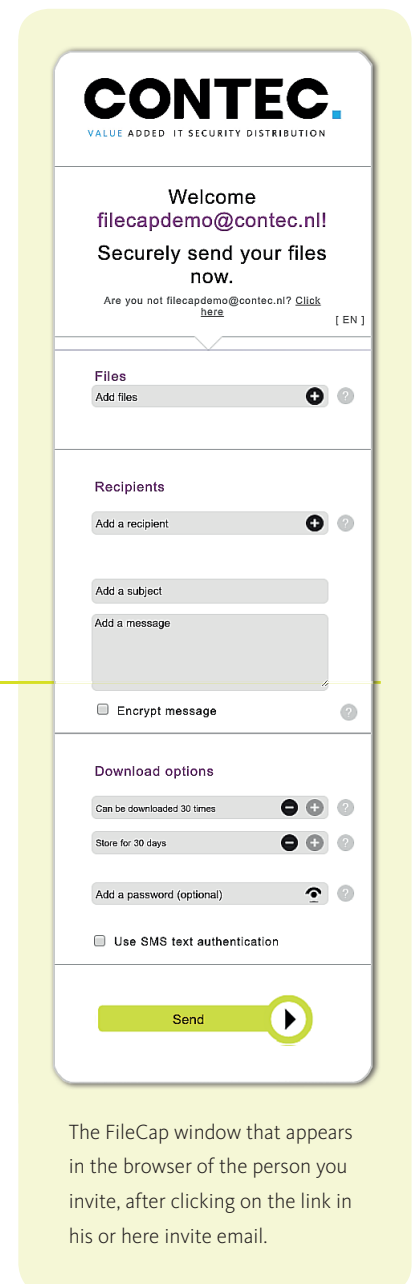 CONTEC.
VALUE ADDED IT SECURITY DISTRIBUTION
Welcome
filecapdemo@contec.nl!
Securely send your files
now.
Are you not filecapdemo@contec.nl? Click
here
[ EN ]
Files
Add files
?
Recipients
Add a recipient
?
Add a subject
Add a message
Encrypt message
?
Download options
Can be downloaded 30 times
?
Store for 30 days
?
Add a password (optional)
?
Use SMS text authentication
Send
The FileCap window that appears
in the browser of the person you
invite, after clicking on the link in
his or here invite email.